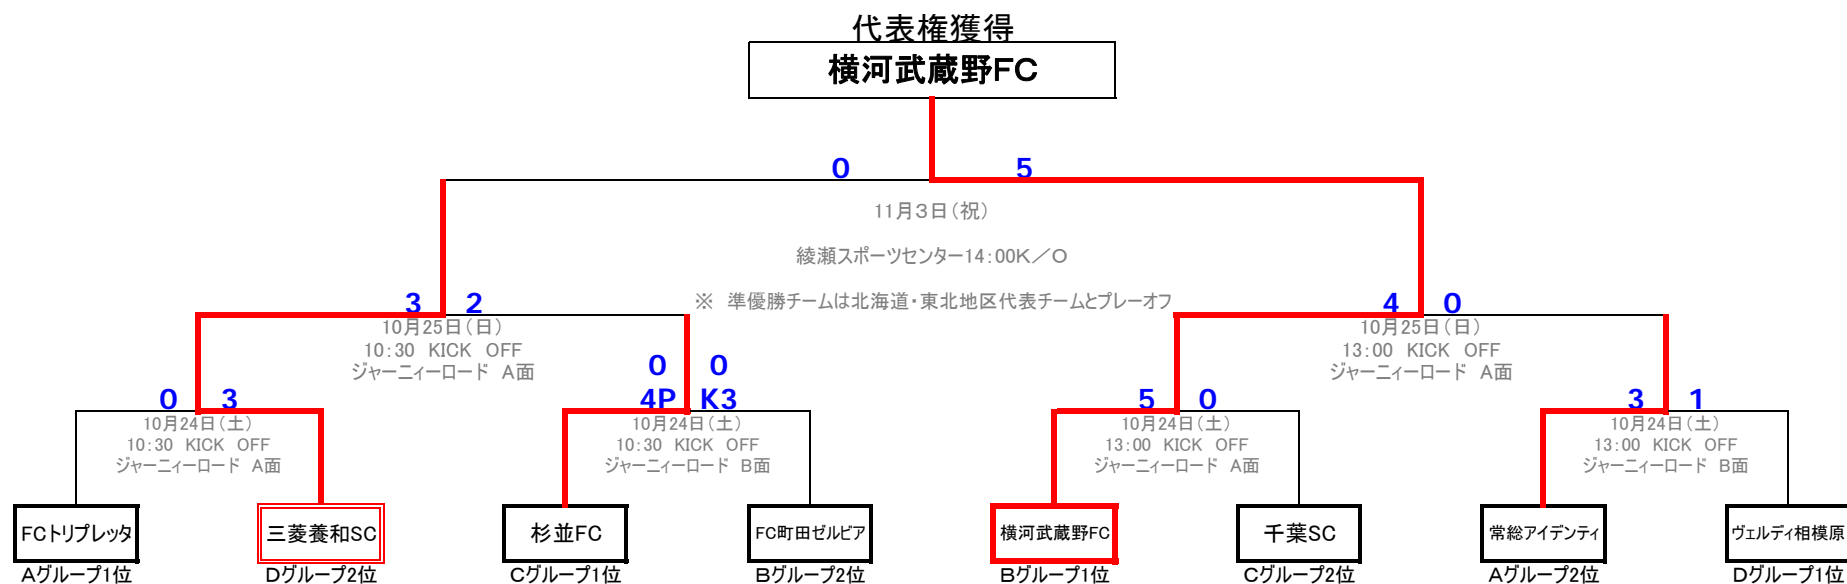 代表権獲得
横河武蔵野FC
0 5
11月3日(祝)
綾瀬スポーツセンター14:00K/O
※ 準優勝チームは北海道・東北地区代表チームとプレーオフ
3 2
10月25日(日)
10:30 KICK OFF
ジャーニィーロード A面
4 0
10月25日(日)
13:00 KICK OFF
ジャーニィーロード A面
0 3
10月24日(土)
10:30 KICK OFF
ジャーニィーロード A面
0 0
4P K3
10月24日(土)
10:30 KICK OFF
ジャーニィーロード B面
5 0
10月24日(土)
13:00 KICK OFF
ジャーニィーロード A面
3 1
10月24日(土)
13:00 KICK OFF
ジャーニィーロード B面
FCトリプレッタ
Aグループ1位
三菱養和SC
Dグループ2位
杉並FC
Cグループ1位
FC町田ゼルビア
Bグループ2位
横河武蔵野FC
Bグループ1位
千葉SC
Cグループ2位
常総アイデンティ
Aグループ2位
ヴェルディ相模原
Dグループ1位